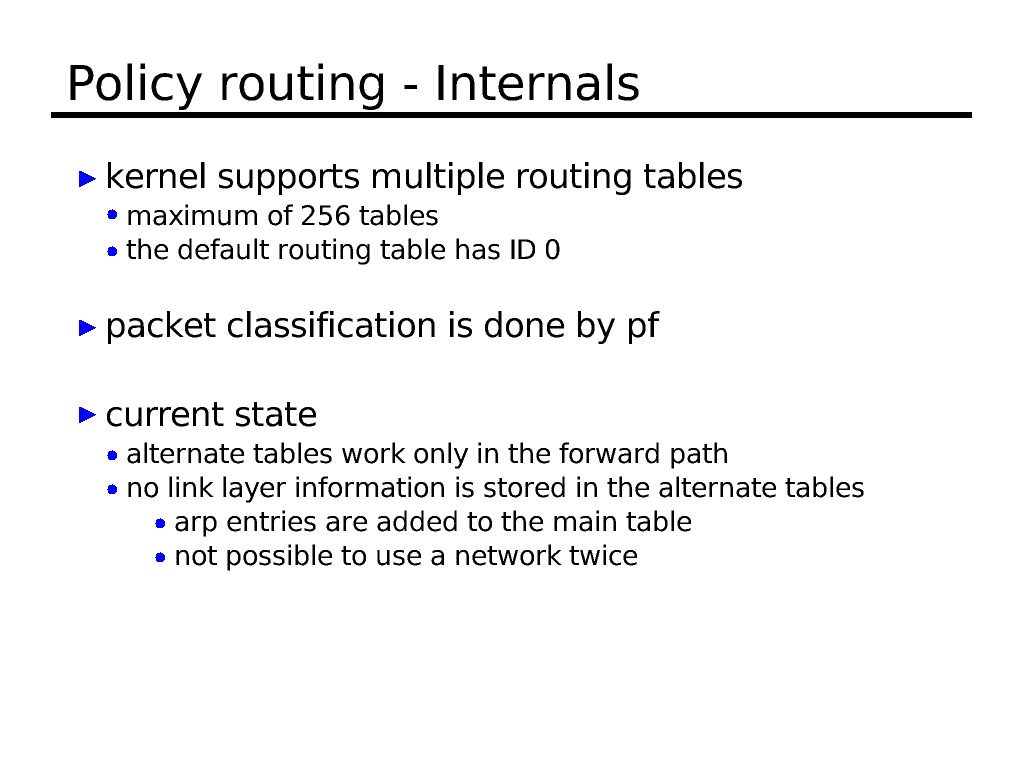 Policy routing - Internals
kernel supports multiple routing tables
maximum of 256 tables
the default routing table has ID 0
packet classification is done by pf
current state
alternate tables work only in the forward path
no link layer information is stored in the alternate tables
arp entries are added to the main table
not possible to use a network twice